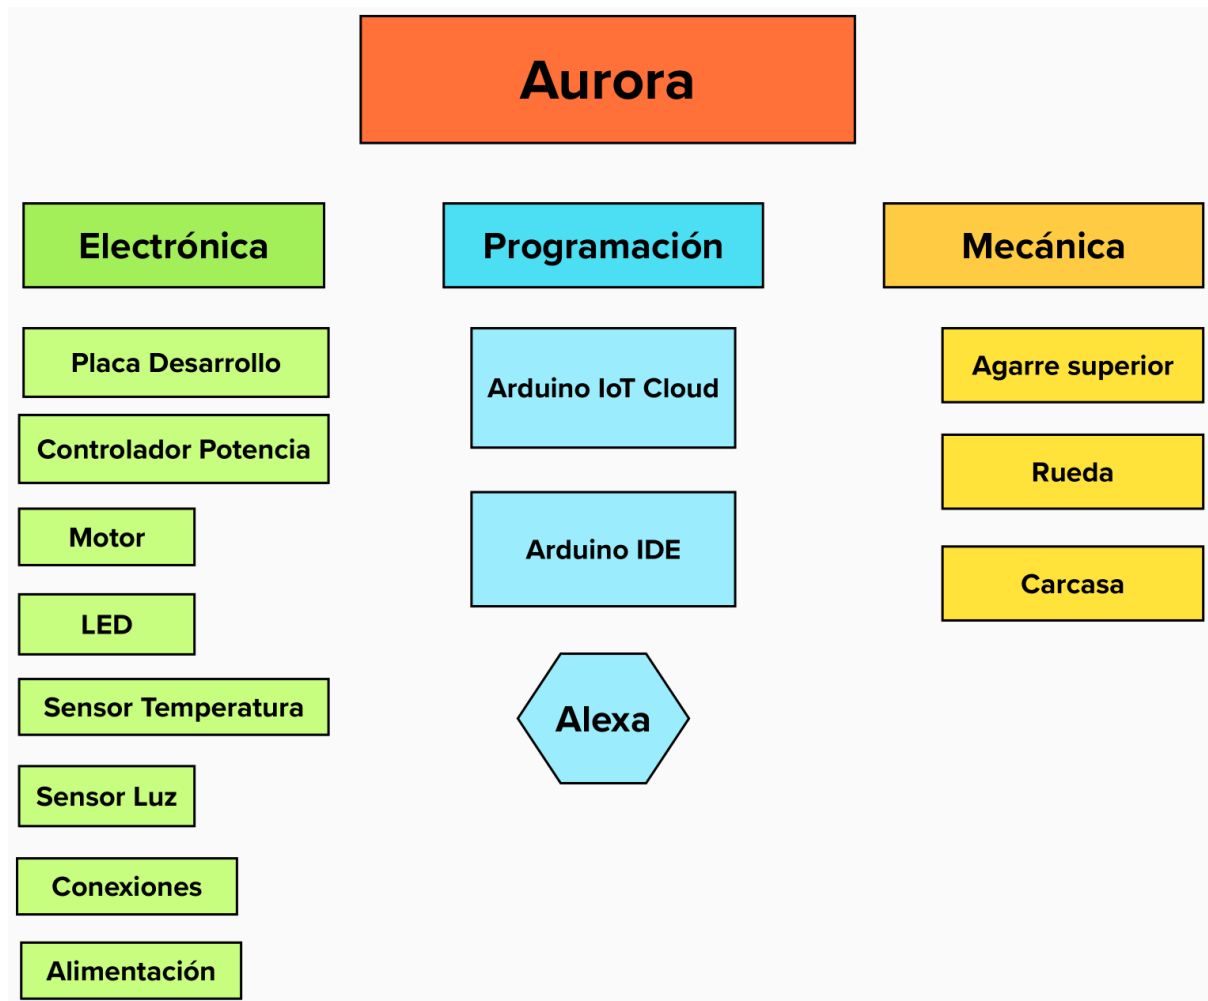 Aurora
Electrónica
Programación
Mecánica
Placa Desarrollo
Controlador Potencia
Motor
LED
Sensor Temperatura
Sensor Luz
Conexiones
Alimentación
Arduino IoT Cloud
Arduino IDE
Alexa
Agarre superior
Rueda
Carcasa